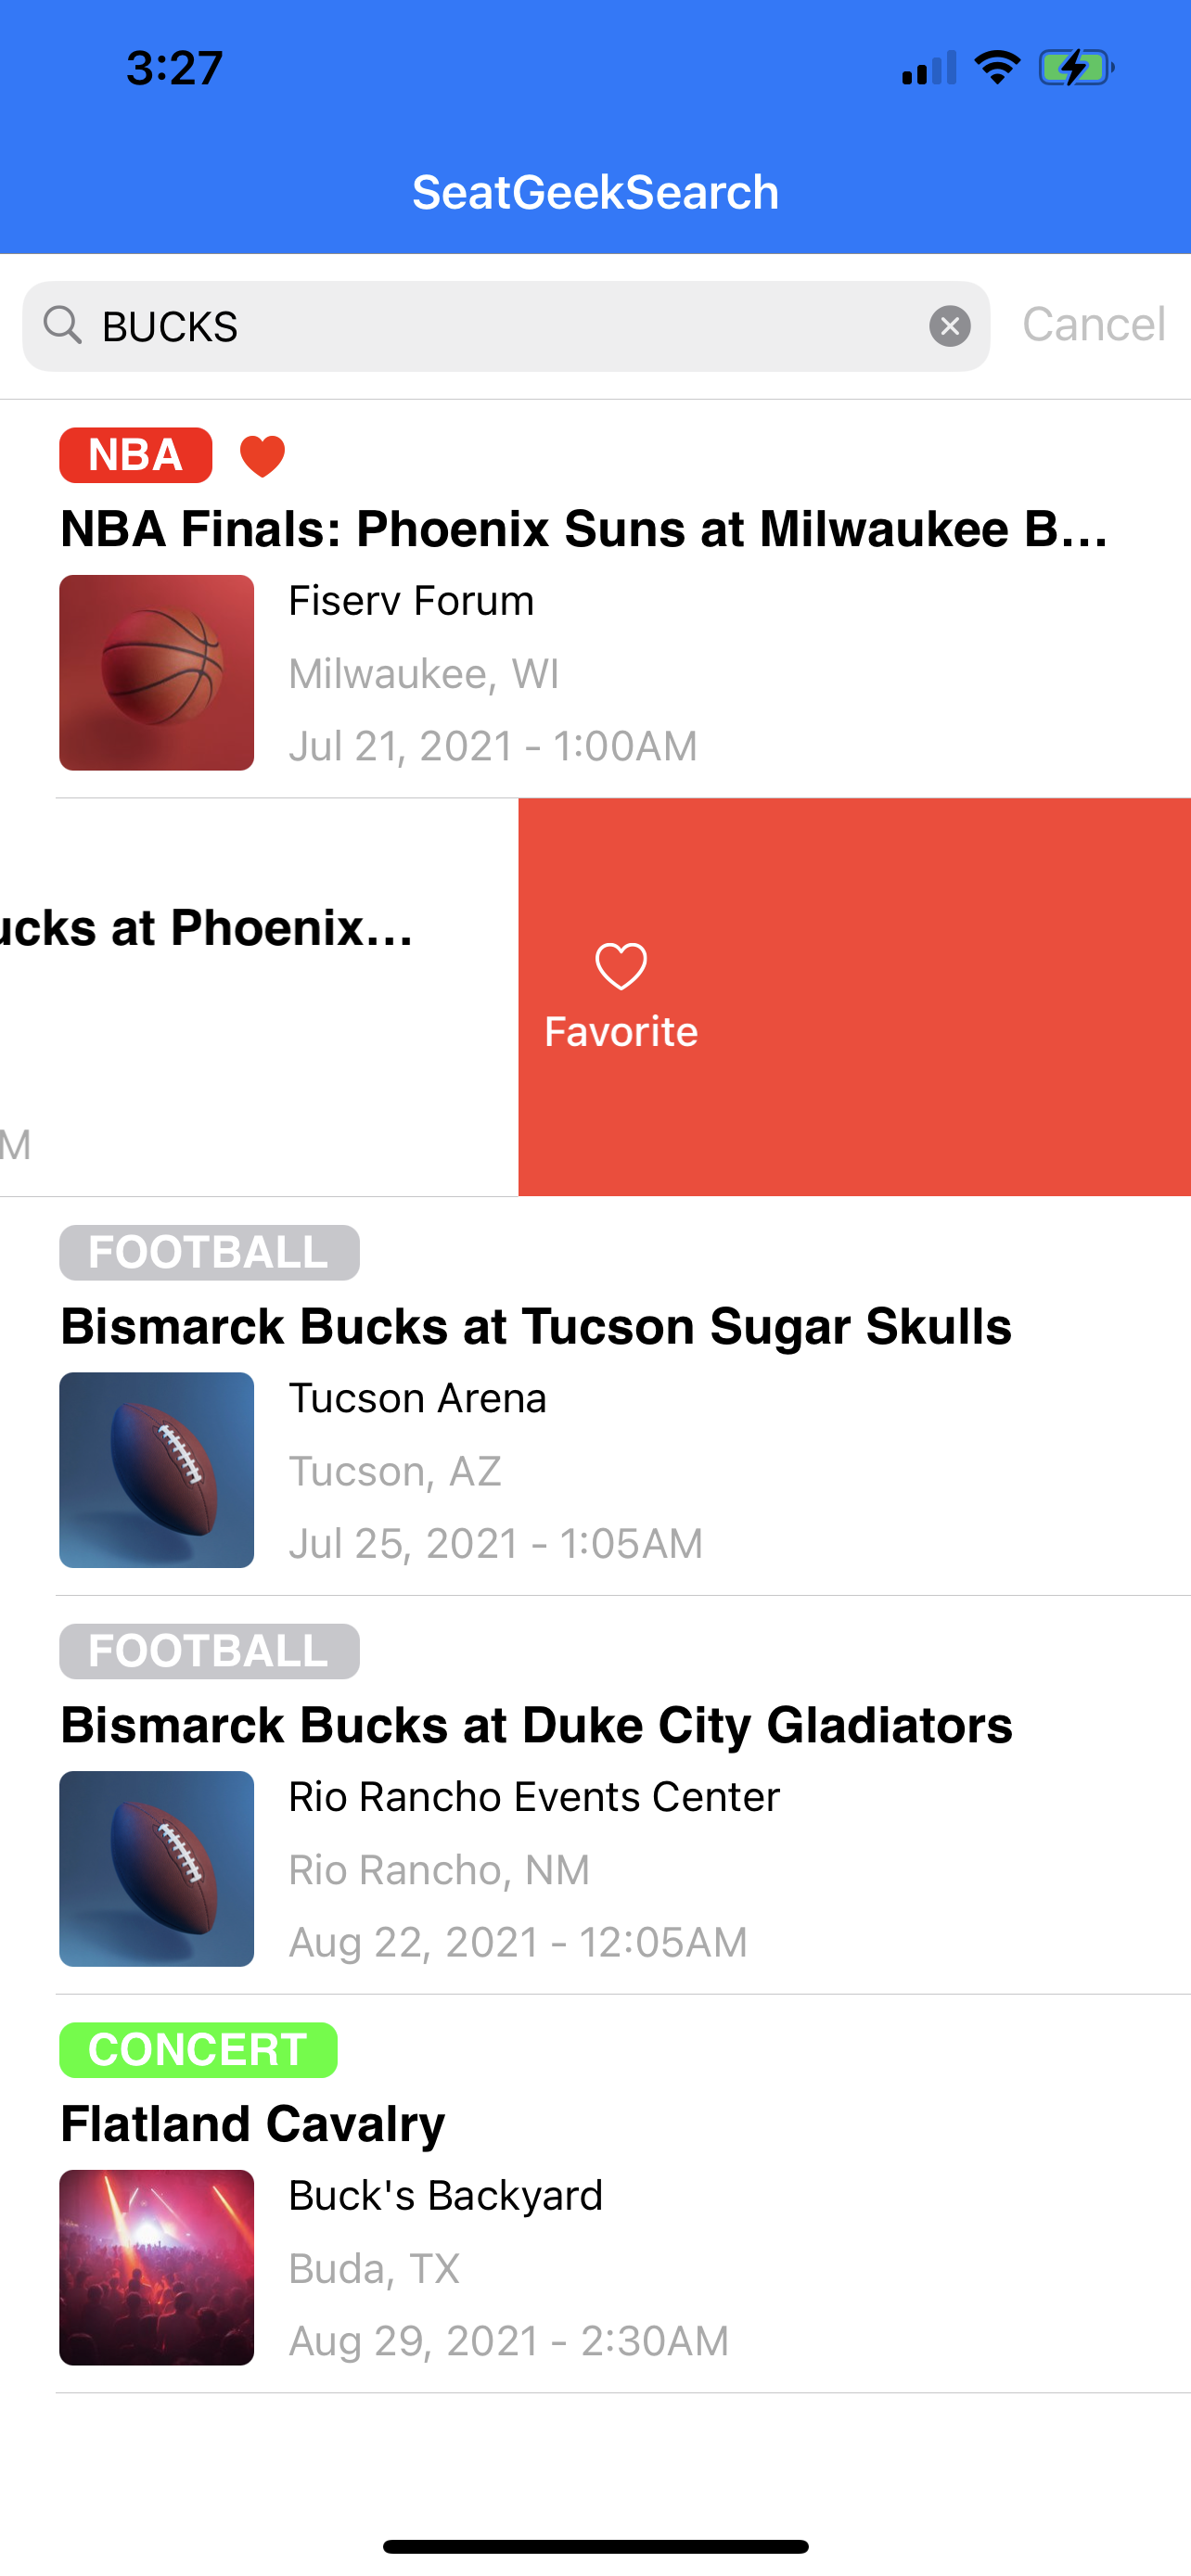 3:27
SeatGeekSearch
BUCKS
Cancel
NBA
NBA Finals: Phoenix Suns at Milwaukee B...
Fiserv Forum
Milwaukee, WI
Jul 21, 2021 - 1:00AM
ucks at Phoenix...
Favorite
M
FOOTBALL
Bismarck Bucks at Tucson Sugar Skulls
Tucson Arena
Tucson, AZ
Jul 25, 2021 - 1:05AM
FOOTBALL
Bismarck Bucks at Duke City Gladiators
Rio Rancho Events Center
Rio Rancho, NM
Aug 22, 2021 - 12:05AM
CONCERT
Flatland Cavalry
Buck's Backyard
Buda, TX
Aug 29, 2021 - 2:30AM